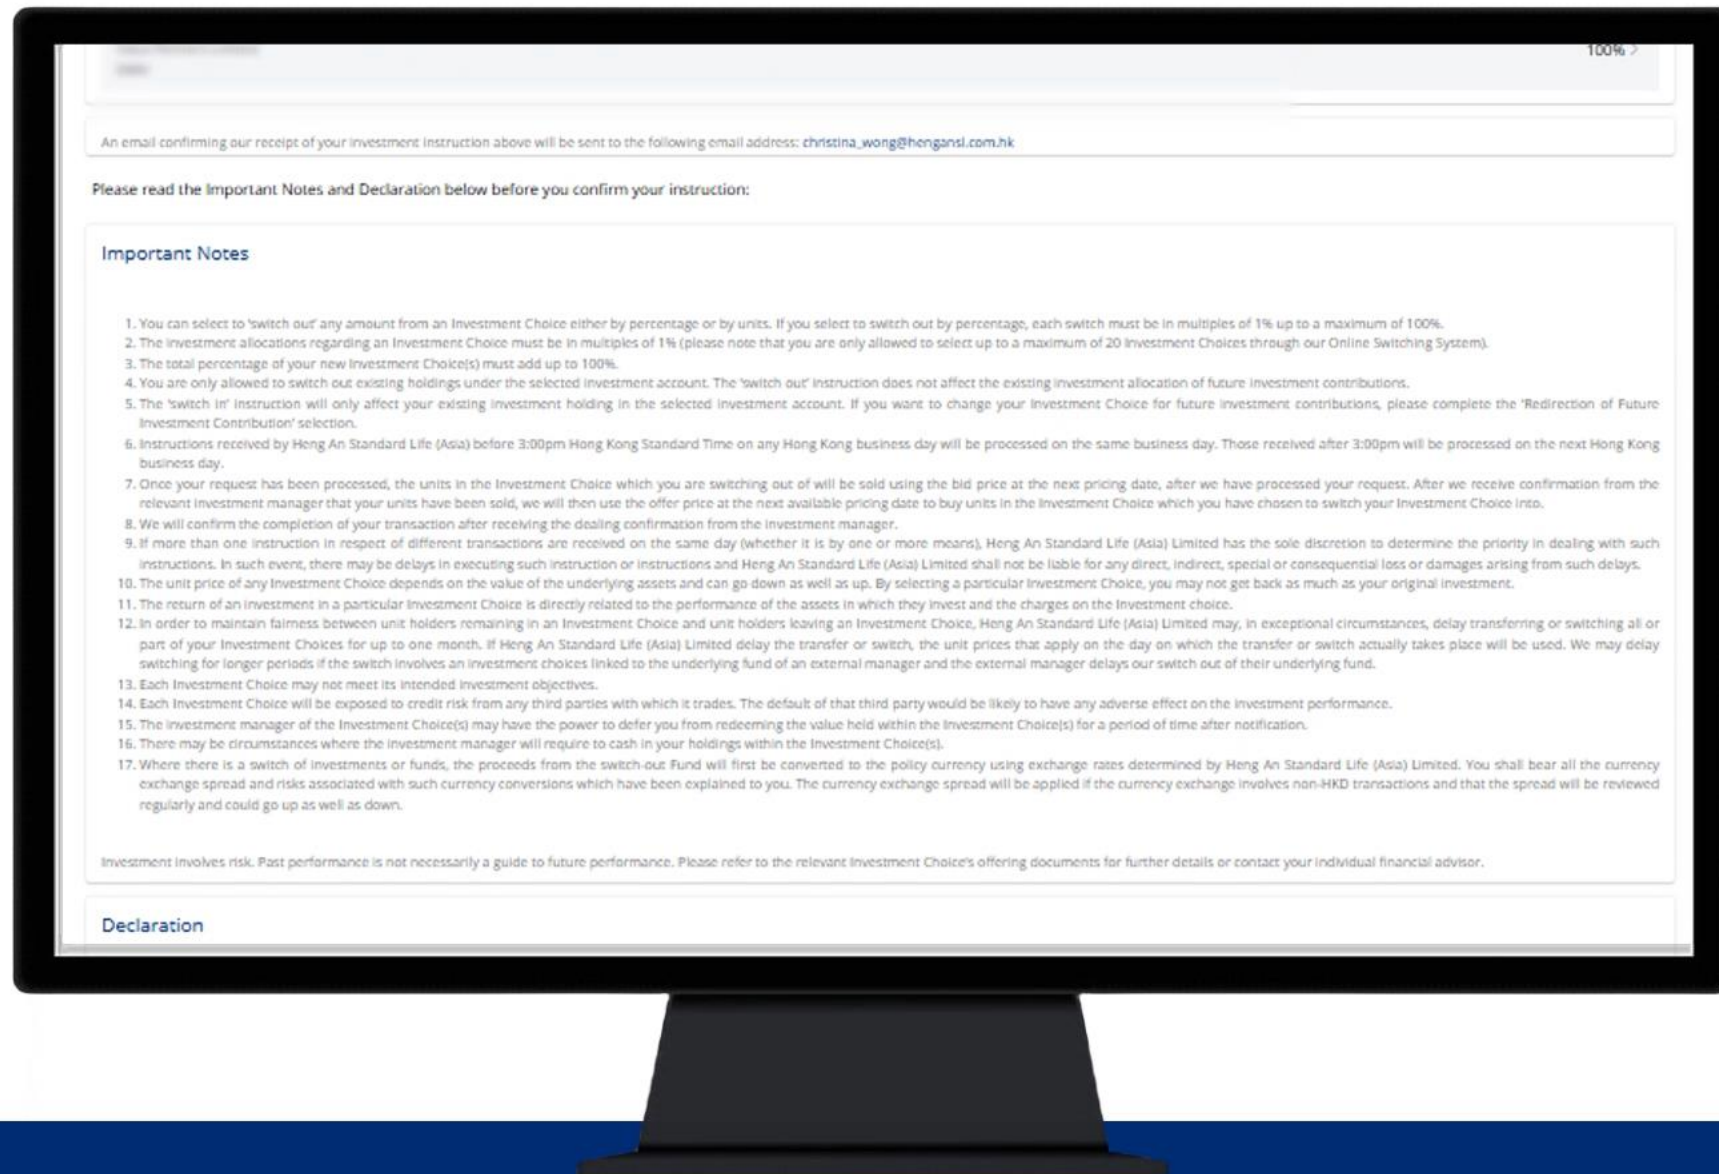 100% >
An email confirming our receipt of your investment instruction above will be sent to the following email address: christina_wong@hengansl.com.hk
Please read the Important Notes and Declaration below before you confirm your instruction:
Important Notes
1. You can select to 'switch out' any amount from an Investment Choice either by percentage or by units. If you select to switch out by percentage, each switch must be in multiples of 1% up to a maximum of 100%.
2. The investment allocations regarding an Investment Choice must be in multiples of 1% (please note that you are only allowed to select up to a maximum of 20 Investment Choices through our Online Switching System).
3. The total percentage of your new Investment Choice(s) must add up to 100%.
4. You are only allowed to switch out existing holdings under the selected investment account. The 'switch out' instruction does not affect the existing investment allocation of future investment contributions.
5. The 'switch in' instruction will only affect your existing investment holding in the selected investment account. If you want to change your Investment Choice for future investment contributions, please complete the 'Redirection of Future
Investment Contribution' selection.
6. Instructions received by Heng An Standard Life (Asia) before 3:00pm Hong Kong Standard Time on any Hong Kong business day will be processed on the same business day. Those received after 3:00pm will be processed on the next Hong Kong
business day.
7. Once your request has been processed, the units in the Investment Choice which you are switching out of will be sold using the bid price at the next pricing date, after we have processed your request. After we receive confirmation from the
relevant investment manager that your units have been sold, we will then use the offer price at the next available pricing date to buy units in the Investment Choice which you have chosen to switch your Investment Choice into.
8. We will confirm the completion of your transaction after receiving the dealing confirmation from the investment manager.
9. If more than one instruction in respect of different transactions are received on the same day (whether it is by one or more means), Heng An Standard Life (Asia) Limited has the sole discretion to determine the priority in dealing with such
instructions. In such event, there may be delays in executing such instruction or instructions and Heng An Standard Life (Asia) Limited shall not be liable for any direct, indirect, special or consequential loss or damages arising from such delays.
10. The unit price of any Investment Choice depends on the value of the underlying assets and can go down as well as up. By selecting a particular Investment Choice, you may not get back as much as your original investment.
11. The return of an investment in a particular Investment Choice is directly related to the performance of the assets in which they invest and the charges on the Investment choice.
12. In order to maintain fairness between unit holders remaining in an Investment Choice and unit holders leaving an Investment Choice, Heng An Standard Life (Asia) Limited may, in exceptional circumstances, delay transferring or switching all or
part of your Investment Choices for up to one month. If Heng An Standard Life (Asia) Limited delay the transfer or switch, the unit prices that apply on the day on which the transfer or switch actually takes place will be used. We may delay
switching for longer periods if the switch involves an investment choices linked to the underlying fund of an external manager and the external manager delays our switch out of their underlying fund.
13. Each Investment Choice may not meet its intended investment objectives.
14. Each Investment Choice will be exposed to credit risk from any third parties with which it trades. The default of that third party would be likely to have any adverse effect on the investment performance.
15. The investment manager of the Investment Choice(s) may have the power to defer you from redeeming the value held within the Investment Choice(s) for a period of time after notification.
16. There may be circumstances where the investment manager will require to cash in your holdings within the Investment Choice(s).
17. Where there is a switch of investments or funds, the proceeds from the switch-out Fund will first be converted to the policy currency using exchange rates determined by Heng An Standard Life (Asia) Limited. You shall bear all the currency
exchange spread and risks associated with such currency conversions which have been explained to you. The currency exchange spread will be applied if the currency exchange involves non-HKD transactions and that the spread will be reviewed
regularly and could go up as well as down.
Investment involves risk. Past performance is not necessarily a guide to future performance. Please refer to the relevant Investment Choice's offering documents for further details or contact your individual financial advisor.
Declaration